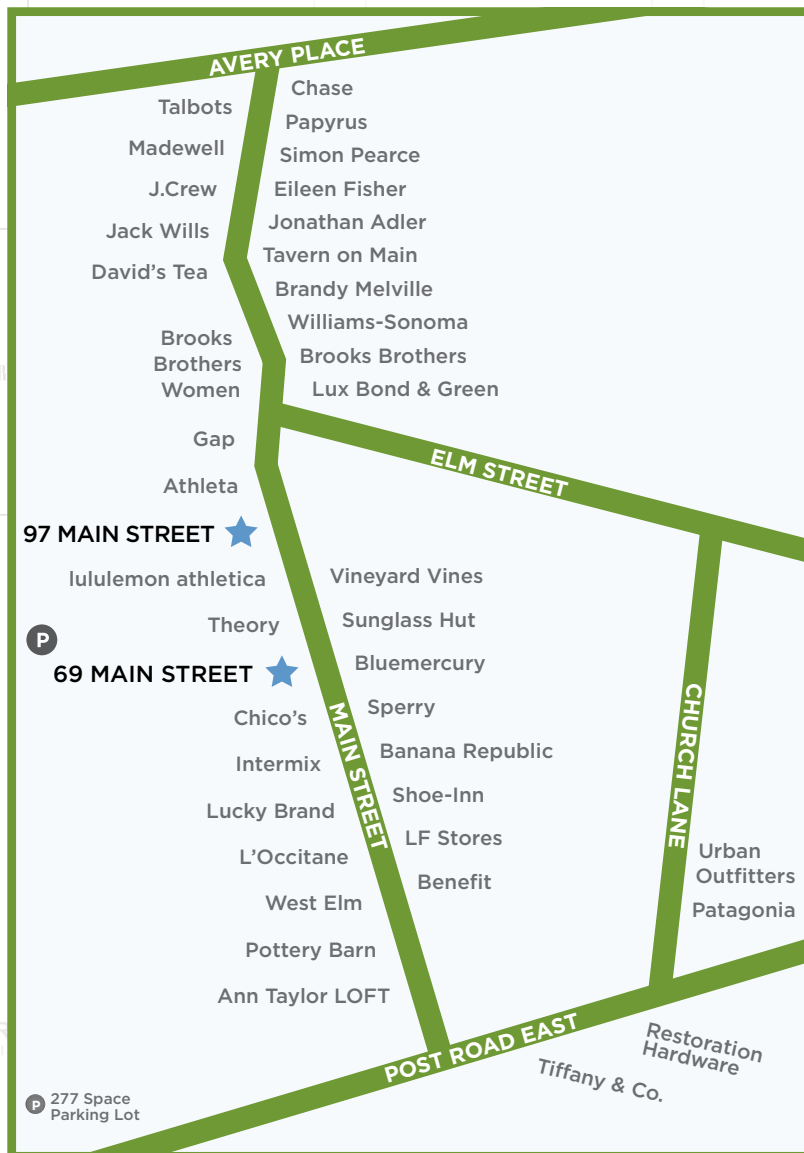 AVERY PLACE
Talbots
Madewell
J.Crew
Jack Wills
David's Tea
Brooks
Brothers
Women
Gap
Athleta
97 MAIN STREET
lululemon athletica
Theory
P
69 MAIN STREET
Chico's
Intermix
Lucky Brand
L'Occitane
West Elm
Pottery Barn
Ann Taylor LOFT
Chase
Papyrus
Simon Pearce
Eileen Fisher
Jonathan Adler
Tavern on Main
Brandy Melville
Williams-Sonoma
Brooks Brothers
Lux Bond & Green
ELM STREET
Vineyard Vines
Sunglass Hut
Bluemercury
Sperry
Banana Republic
Shoe-Inn
LF Stores
Benefit
MAIN STREET
CHURCH LANE
Urban
Outfitters
Patagonia
POST ROAD EAST
Restoration
Hardware
Tiffany & Co.
P 277 Space
Parking Lot